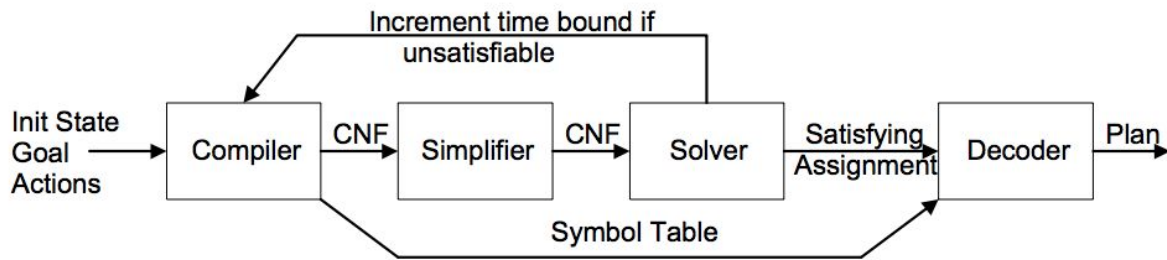 Increment time bound if
unsatisfiable
Init State
Goal
Actions
Compiler
CNF
Simplifier
CNF
Solver
Satisfying
Assignment
Decoder
Plan
Symbol Table